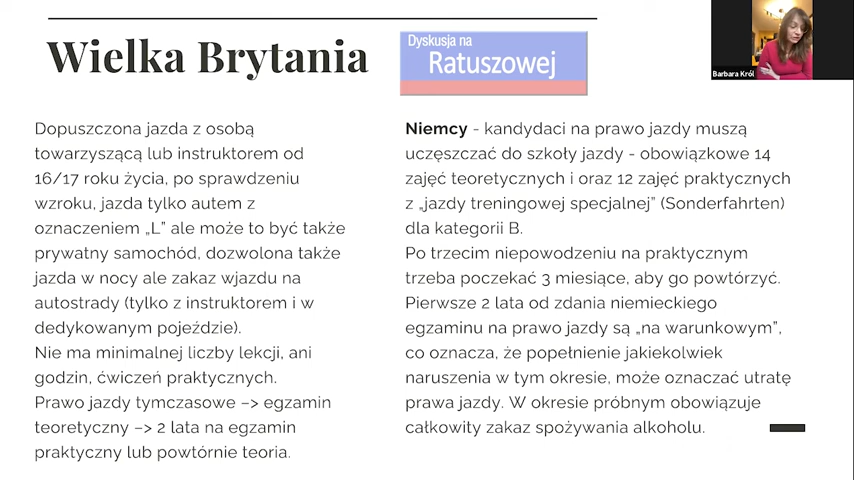 Wielka Brytania
Dyskusja na
Ratuszowej
Barbara Król
Dopuszczona jazda z osobą
towarzyszącą lub instruktorem od
16/17 roku życia, po sprawdzeniu
wzroku, jazda tylko autem z
oznaczeniem „L” ale może to być także
prywatny samochód, dozwolona także
jazda w nocy ale zakaz wjazdu na
autostrady (tylko z instruktorem i w
dedykowanym pojeździe).
Nie ma minimalnej liczby lekcji, ani
godzin, ćwiczeń praktycznych.
Prawo jazdy tymczasowe –> egzamin
teoretyczny –> 2 lata na egzamin
praktyczny lub powtórnie teoria.
Niemcy - kandydaci na prawo jazdy muszą
uczęszczać do szkoły jazdy - obowiązkowe 14
zajęć teoretycznych i oraz 12 zajęć praktycznych
z „jazdy treningowej specjalnej” (Sonderfahrten)
dla kategorii B.
Po trzecim niepowodzeniu na praktycznym
trzeba poczekać 3 miesiące, aby go powtórzyć.
Pierwsze 2 lata od zdania niemieckiego
egzaminu na prawo jazdy są „na warunkowym”,
co oznacza, że popełnienie jakiekolwiek
naruszenia w tym okresie, może oznaczać utratę
prawa jazdy. W okresie próbnym obowiązuje
całkowity zakaz spożywania alkoholu.